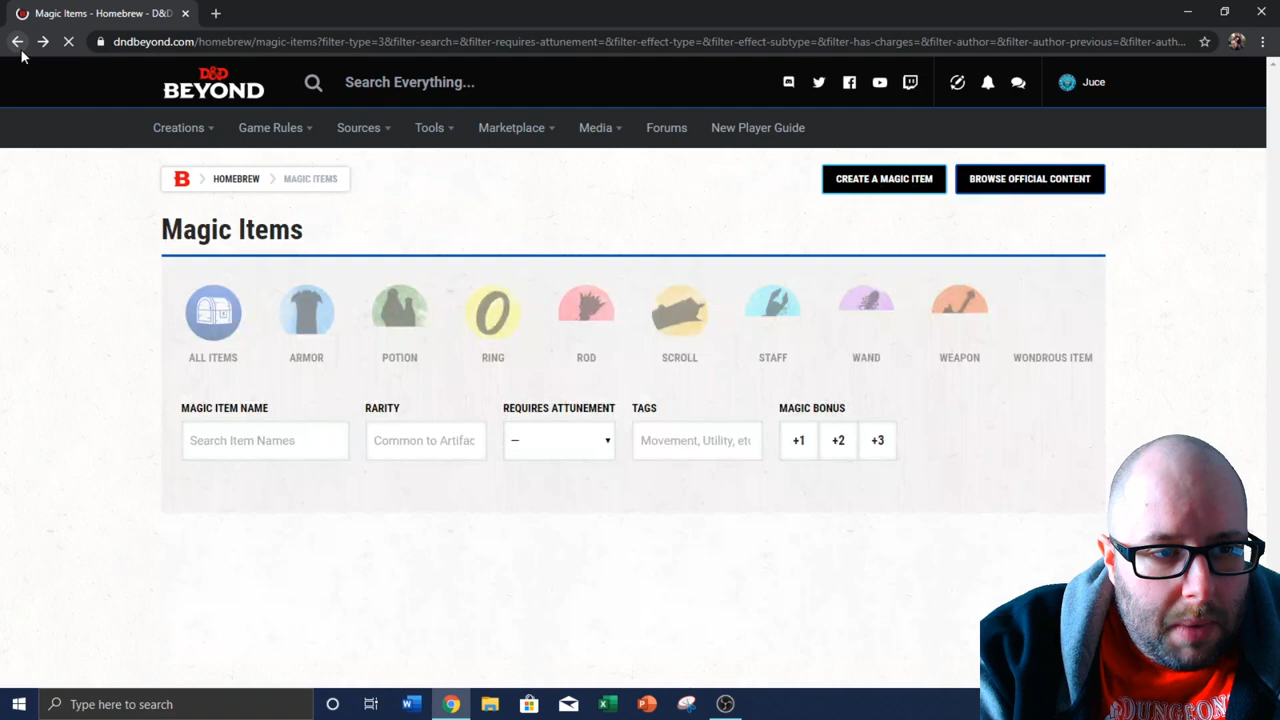 Magic Items - Homebrew - D&D
dndbeyond.com/homebrew/magic-items?filter-type=3&filter-search=&filter-requires-attunement=&filter-effect-type=&filter-effect-subtype=&filter-has-charges=&filter-author=&filter-author-previous=&filter-auth...
D&D
BEYOND
Search Everything...
Juce
Creations
Game Rules
Sources
Tools
Marketplace
Media
Forums
New Player Guide
B
HOMEBREW
MAGIC ITEMS
CREATE A MAGIC ITEM
BROWSE OFFICIAL CONTENT
Magic Items
ALL ITEMS
ARMOR
POTION
RING
ROD
SCROLL
STAFF
WAND
WEAPON
WONDROUS ITEM
MAGIC ITEM NAME
RARITY
REQUIRES ATTUNEMENT
TAGS
MAGIC BONUS
Search Item Names
Common to Artifac
—
Movement, Utility, etc
+1
+2
+3
Type here to search